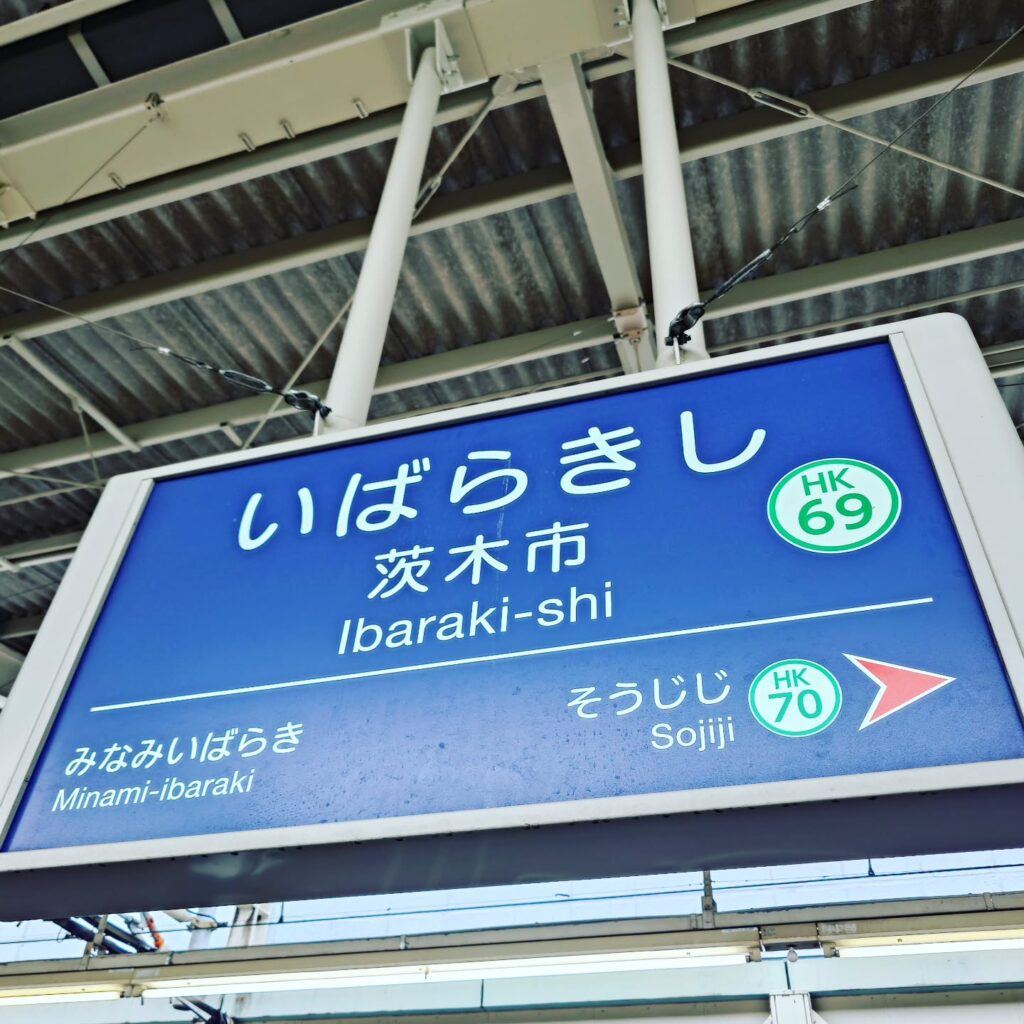 いばらきし
HK
69
茨木市
Ibaraki-shi
そうじじ
HK
70
Sojiji
みなみいばらき
Minami-ibaraki